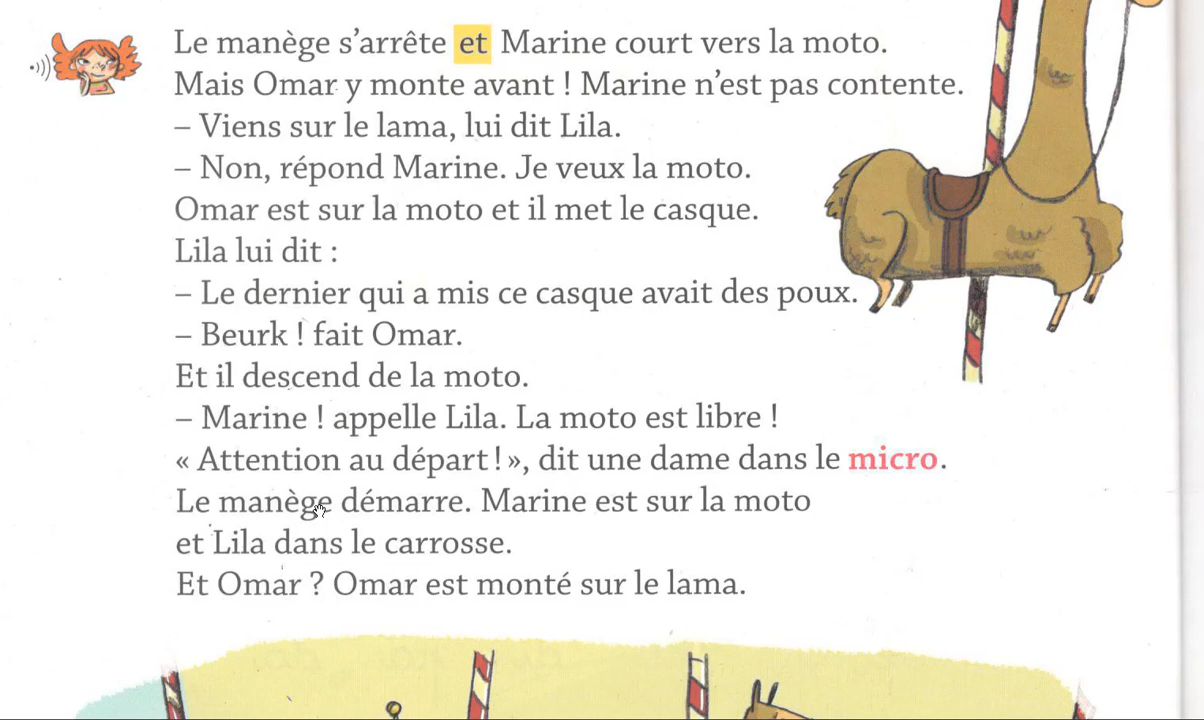 Le manège s'arrête et Marine court vers la moto.
Mais Omar y monte avant ! Marine n'est pas contente.
– Viens sur le lama, lui dit Lila.
– Non, répond Marine. Je veux la moto.
Omar est sur la moto et il met le casque.
Lila lui dit :
– Le dernier qui a mis ce casque avait des poux.
– Beurk ! fait Omar.
Et il descend de la moto.
– Marine ! appelle Lila. La moto est libre !
« Attention au départ ! », dit une dame dans le micro.
Le manège démarre. Marine est sur la moto
et Lila dans le carrosse.
Et Omar ? Omar est monté sur le lama.